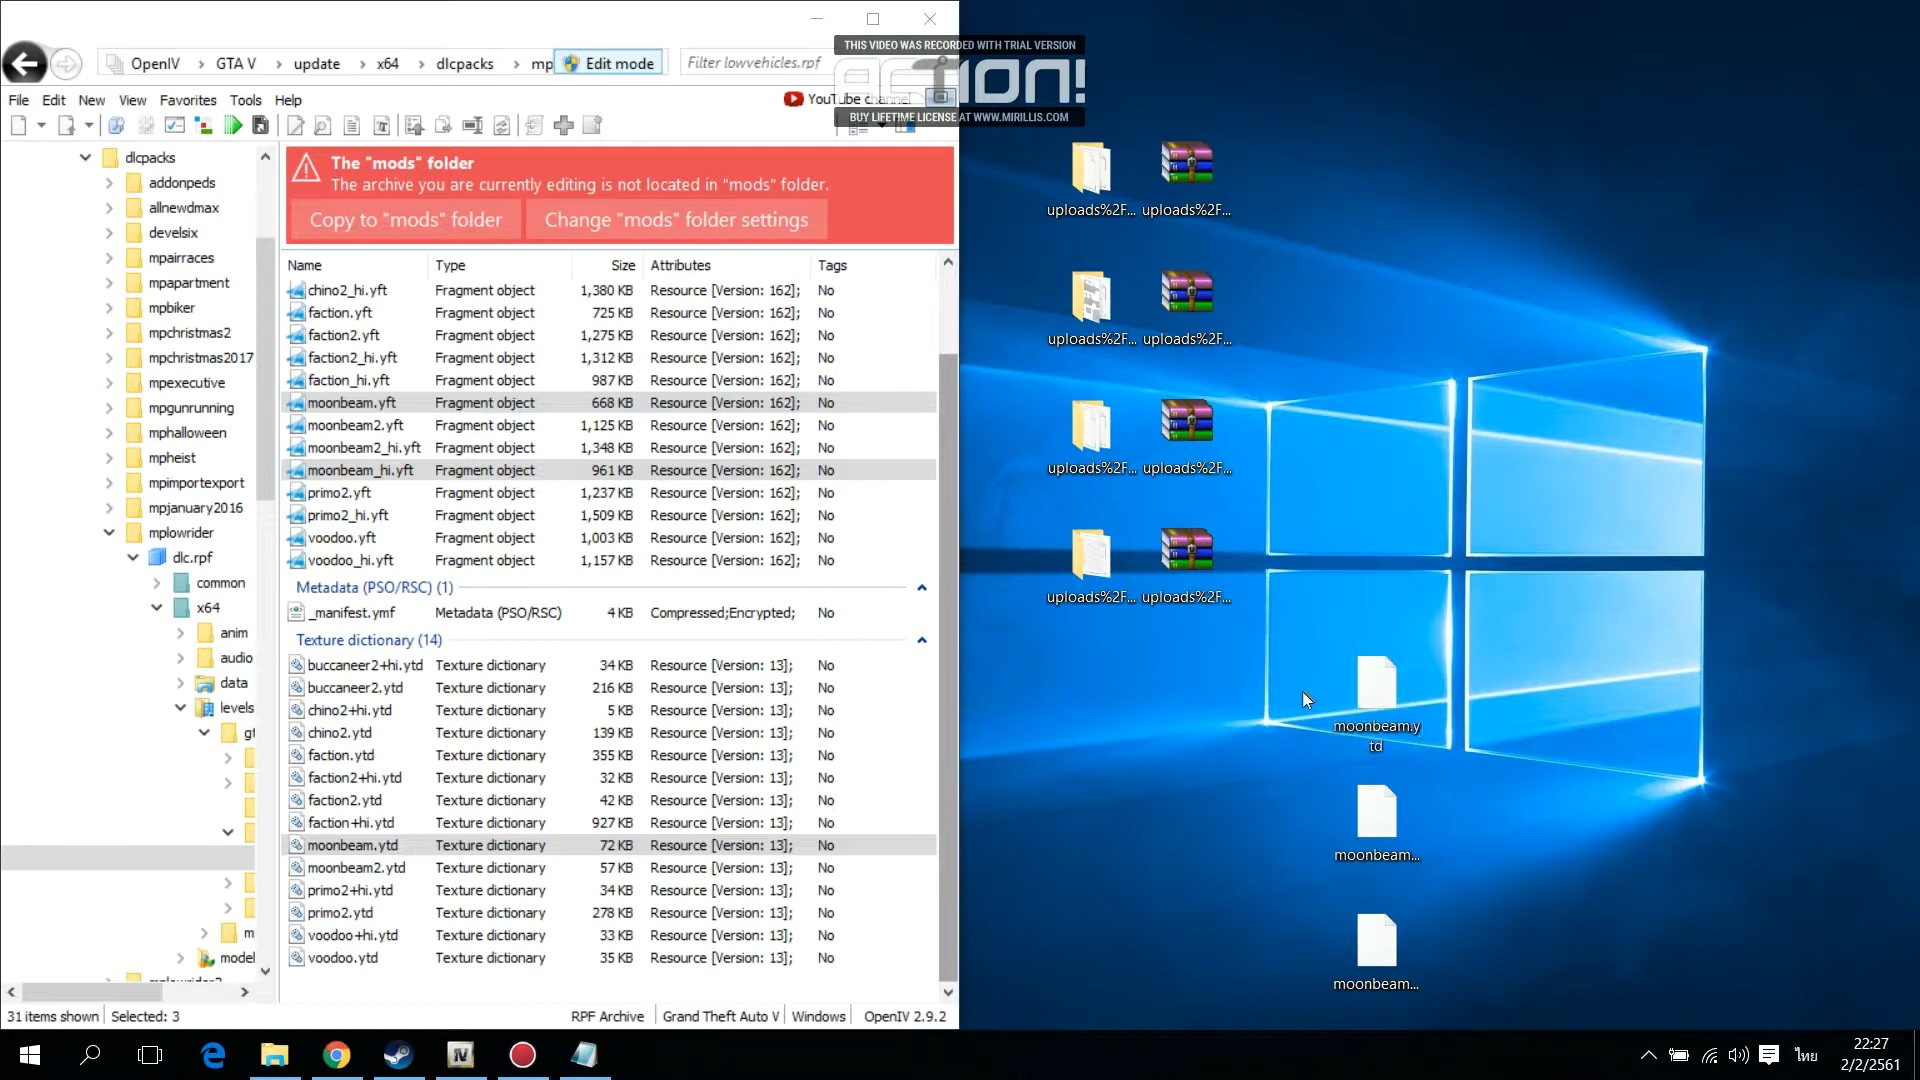 THIS VIDEO WAS RECORDED WITH TRIAL VERSION
ACTION!
BUY LIFETIME LICENSE AT WWW.MIRILLIS.COM
OpenIV
GTA V
update
x64
dlcpacks
mp
Edit mode
Filter lowvehicles.rpf
File Edit New View Favorites Tools Help
YouTube channel
dlcpacks
addonpeds
allnewdmax
develsix
mpairraces
mpapartment
mpbiker
mpchristmas2
mpchristmas2017
mpexecutive
mpgunrunning
mphalloween
mpheist
mpimportexport
mpjanuary2016
mplowrider
dlc.rpf
common
x64
anim
audio
data
levels
model
The "mods" folder
The archive you are currently editing is not located in "mods" folder.
Copy to "mods" folder
Change "mods" folder settings
Name Type Size Attributes Tags
chino2_hi.yft Fragment object 1,380 KB Resource [Version: 162]; No
faction.yft Fragment object 725 KB Resource [Version: 162]; No
faction2.yft Fragment object 1,275 KB Resource [Version: 162]; No
faction2_hi.yft Fragment object 1,312 KB Resource [Version: 162]; No
faction_hi.yft Fragment object 987 KB Resource [Version: 162]; No
moonbeam.yft Fragment object 668 KB Resource [Version: 162]; No
moonbeam2.yft Fragment object 1,125 KB Resource [Version: 162]; No
moonbeam2_hi.yft Fragment object 1,348 KB Resource [Version: 162]; No
moonbeam_hi.yft Fragment object 961 KB Resource [Version: 162]; No
primo2.yft Fragment object 1,237 KB Resource [Version: 162]; No
primo2_hi.yft Fragment object 1,509 KB Resource [Version: 162]; No
voodoo.yft Fragment object 1,003 KB Resource [Version: 162]; No
voodoo_hi.yft Fragment object 1,157 KB Resource [Version: 162]; No
Metadata (PSO/RSC) (1)
_manifest.ymf Metadata (PSO/RSC) 4 KB Compressed;Encrypted; No
Texture dictionary (14)
buccaneer2+hi.ytd Texture dictionary 34 KB Resource [Version: 13]; No
buccaneer2.ytd Texture dictionary 216 KB Resource [Version: 13]; No
chino2+hi.ytd Texture dictionary 5 KB Resource [Version: 13]; No
chino2.ytd Texture dictionary 139 KB Resource [Version: 13]; No
faction.ytd Texture dictionary 355 KB Resource [Version: 13]; No
faction2+hi.ytd Texture dictionary 32 KB Resource [Version: 13]; No
faction2.ytd Texture dictionary 42 KB Resource [Version: 13]; No
faction+hi.ytd Texture dictionary 927 KB Resource [Version: 13]; No
moonbeam.ytd Texture dictionary 72 KB Resource [Version: 13]; No
moonbeam2.ytd Texture dictionary 57 KB Resource [Version: 13]; No
primo2+hi.ytd Texture dictionary 34 KB Resource [Version: 13]; No
primo2.ytd Texture dictionary 278 KB Resource [Version: 13]; No
voodoo+hi.ytd Texture dictionary 33 KB Resource [Version: 13]; No
voodoo.ytd Texture dictionary 35 KB Resource [Version: 13]; No
31 items shown Selected: 3 RPF Archive Grand Theft Auto V Windows OpenIV 2.9.2
uploads%2F... uploads%2F...
uploads%2F... uploads%2F...
uploads%2F... uploads%2F...
uploads%2F... uploads%2F...
moonbeam.y
td
moonbeam...
moonbeam...
IV
ไทย
22:27
2/2/2561